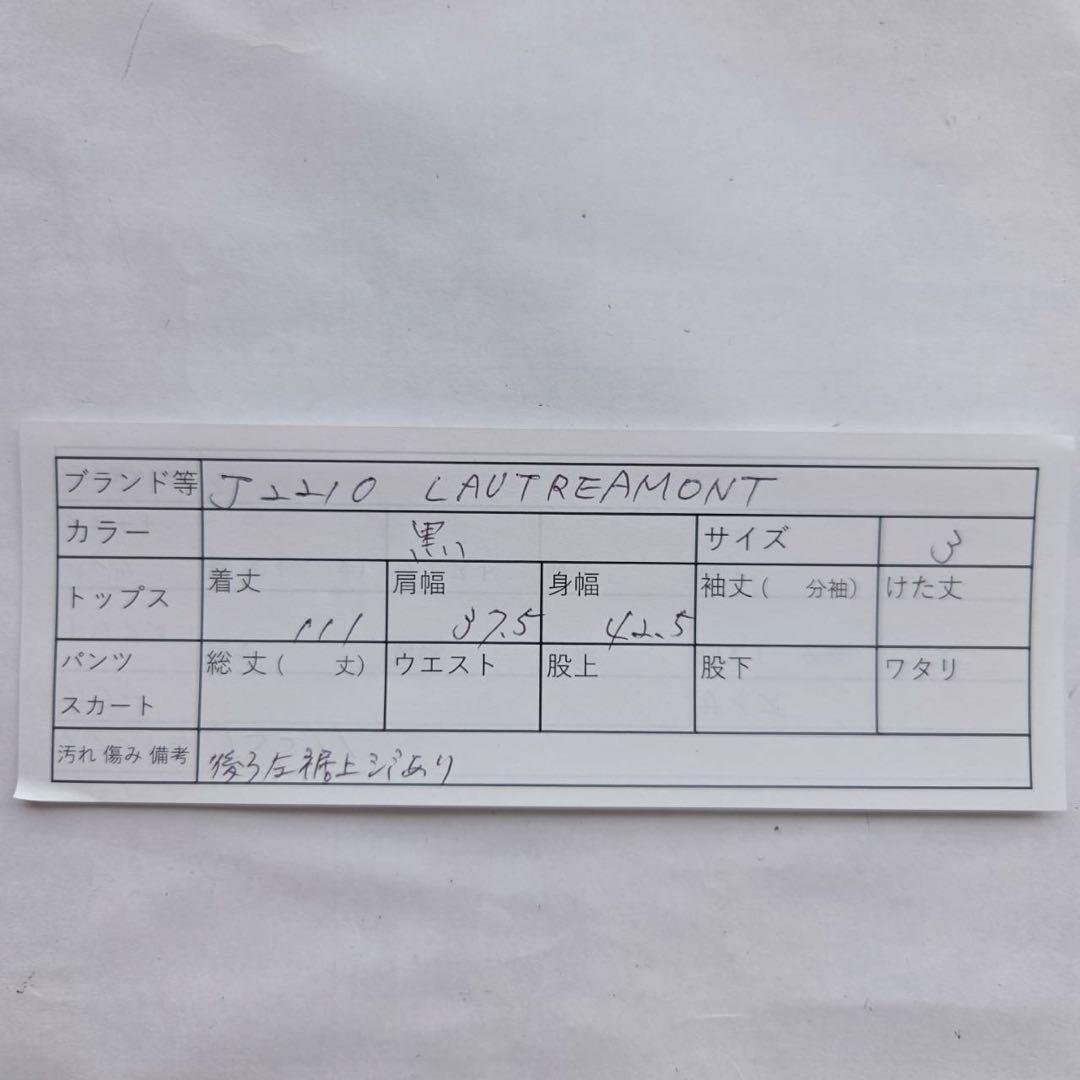 ブランド等 J2210 LAUTREAMONT
カラー 黒 サイズ 3
トップス 着丈 111 肩幅 37.5 身幅 42.5 袖丈( 分袖) けた丈
パンツ スカート 総丈( 丈) ウエスト 股上 股下 ワタリ
汚れ 傷み 備考 後ろ左裾上シミあり